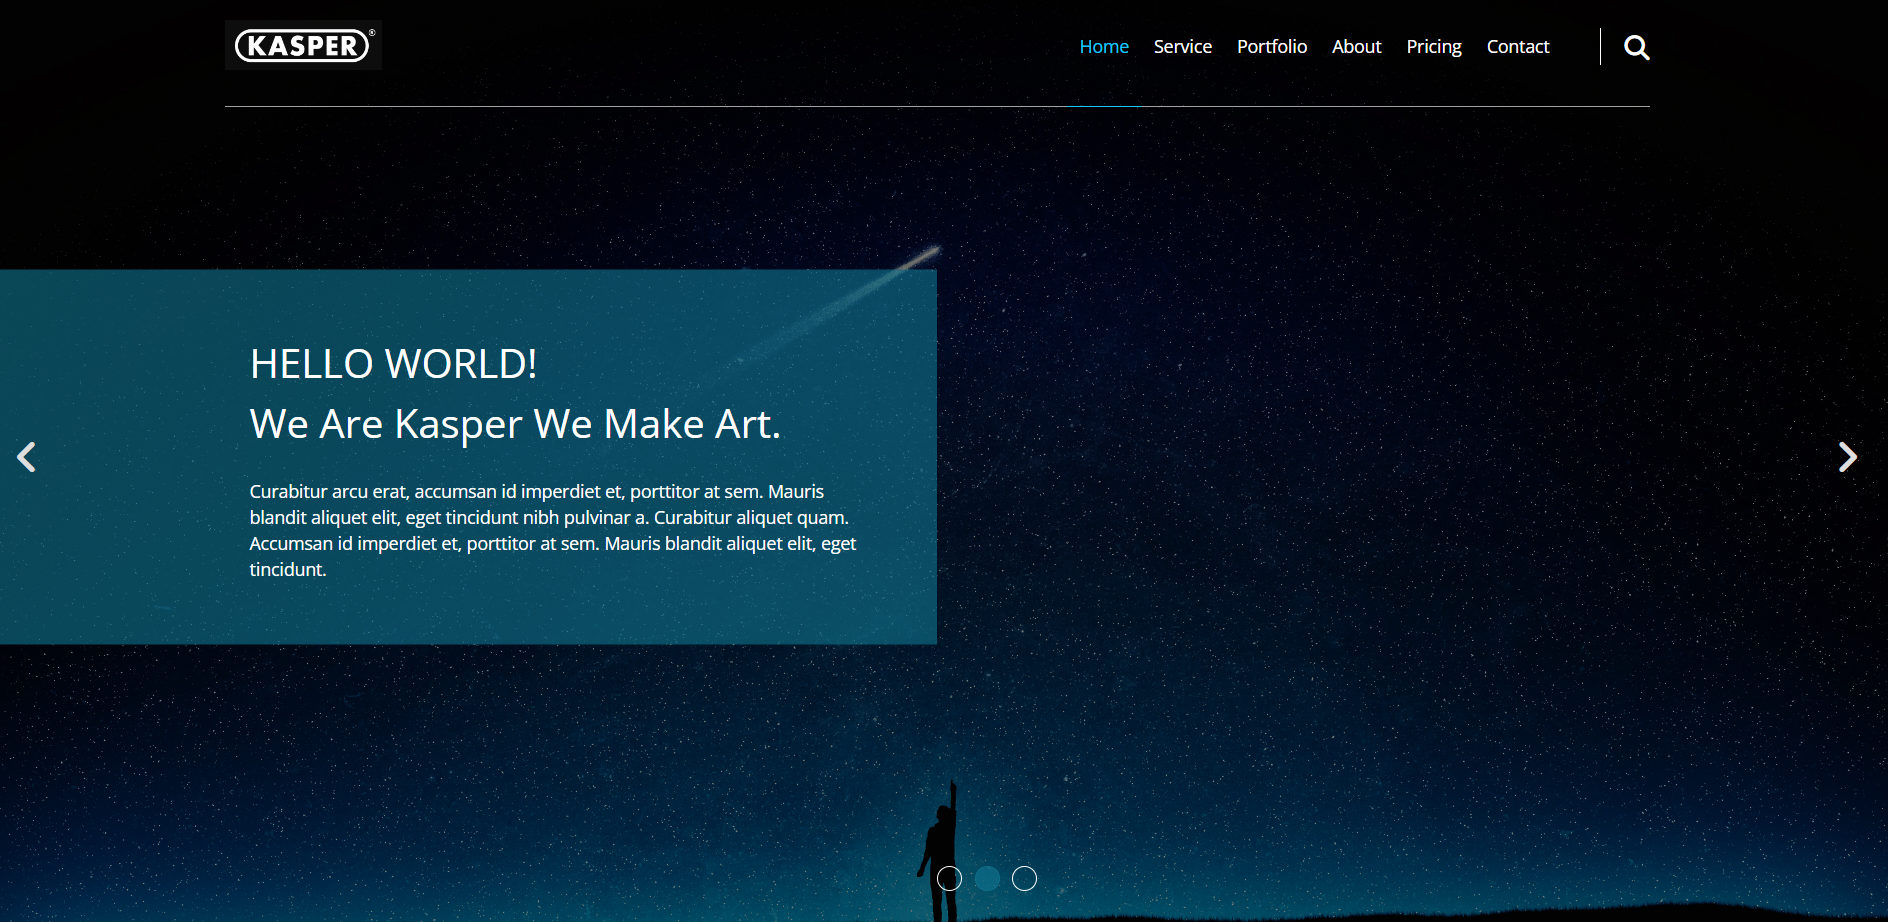 KASPER®
Home Service Portfolio About Pricing Contact
HELLO WORLD!
We Are Kasper We Make Art.
Curabitur arcu erat, accumsan id imperdiet et, porttitor at sem. Mauris
blandit aliquet elit, eget tincidunt nibh pulvinar a. Curabitur aliquet quam.
Accumsan id imperdiet et, porttitor at sem. Mauris blandit aliquet elit, eget
tincidunt.